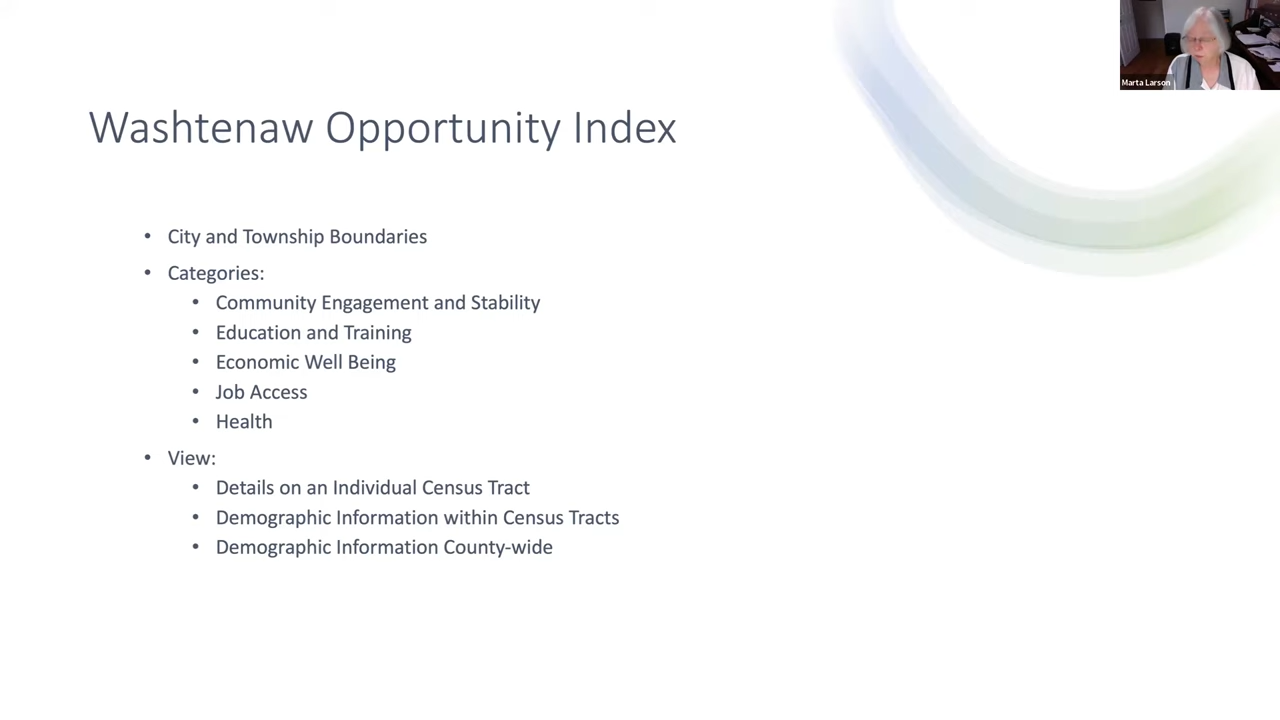 Marta Larson
Washtenaw Opportunity Index
• City and Township Boundaries
• Categories:
• Community Engagement and Stability
• Education and Training
• Economic Well Being
• Job Access
• Health
• View:
• Details on an Individual Census Tract
• Demographic Information within Census Tracts
• Demographic Information County-wide